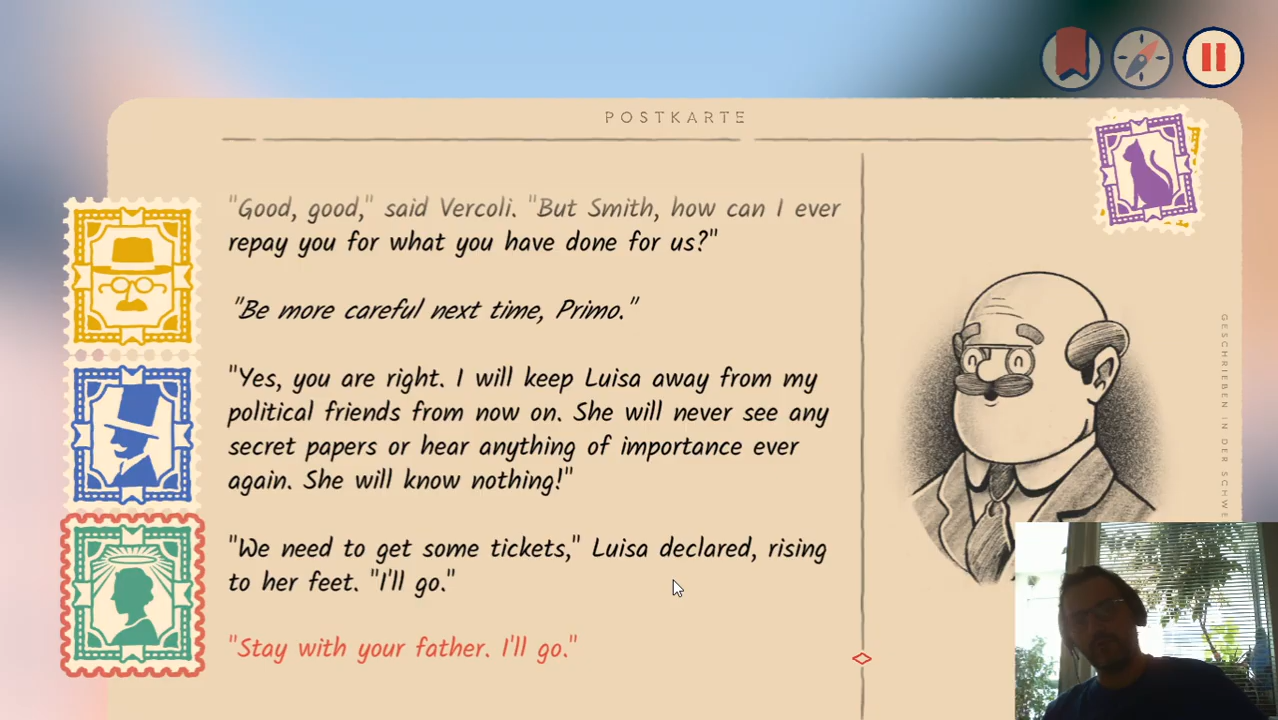 POSTKARTE
"Good, good," said Vercoli. "But Smith, how can I ever
repay you for what you have done for us?"
"Be more careful next time, Primo."
"Yes, you are right. I will keep Luisa away from my
political friends from now on. She will never see any
secret papers or hear anything of importance ever
again. She will know nothing!"
"We need to get some tickets," Luisa declared, rising
to her feet. "I'll go."
"Stay with your father. I'll go."
GESCHRIEBEN IN DER SCHWE